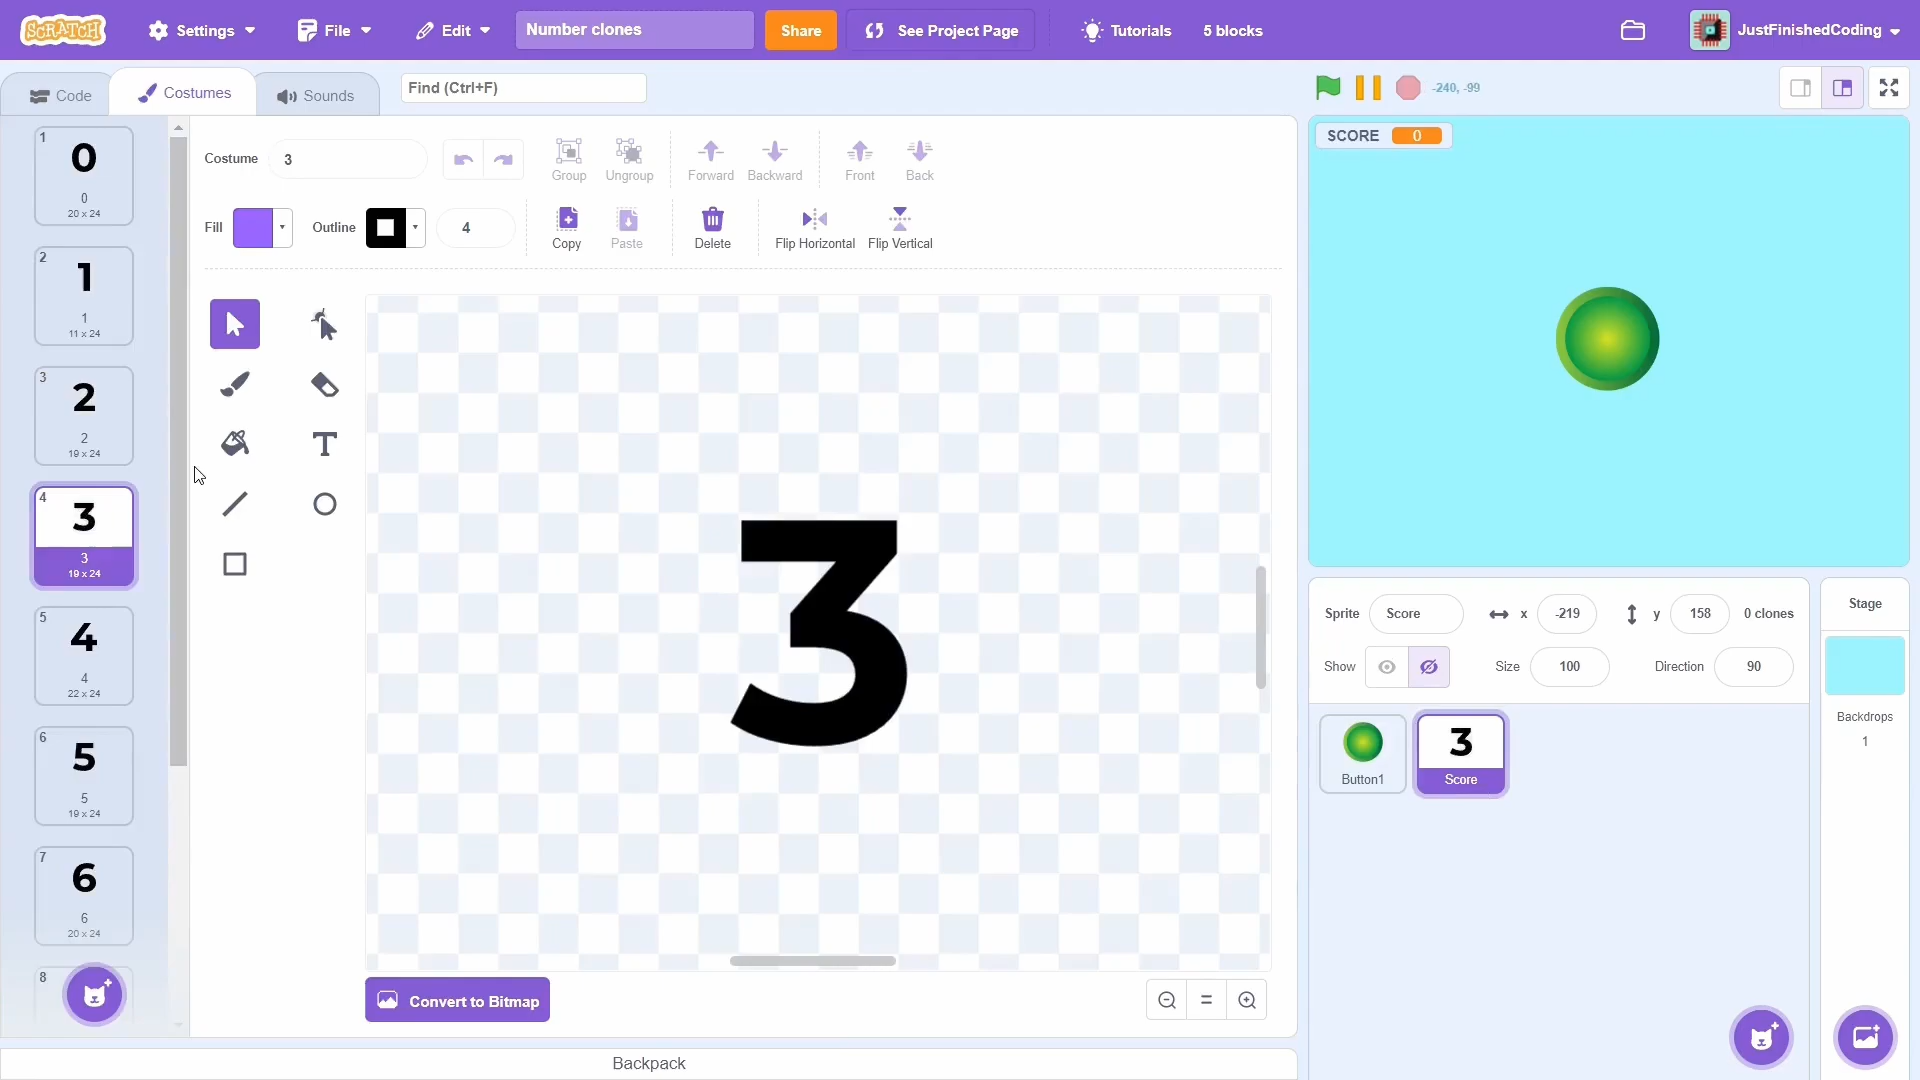 SCRATCH
Settings
File
Edit
Number clones
Share
See Project Page
Tutorials
5 blocks
JustFinishedCoding
Code
Costumes
Sounds
Find (Ctrl+F)
-240, -99
1
0
0
20 x 24
2
1
1
11 x 24
3
2
2
19 x 24
4
3
3
19 x 24
5
4
4
22 x 24
6
5
5
19 x 24
7
6
6
20 x 24
8
Costume
3
Group
Ungroup
Forward
Backward
Front
Back
Fill
Outline
4
Copy
Paste
Delete
Flip Horizontal
Flip Vertical
T
3
Convert to Bitmap
=
Backpack
SCORE
0
Sprite
Score
x
-219
y
158
0 clones
Show
Size
100
Direction
90
Button1
3
Score
Stage
Backdrops
1